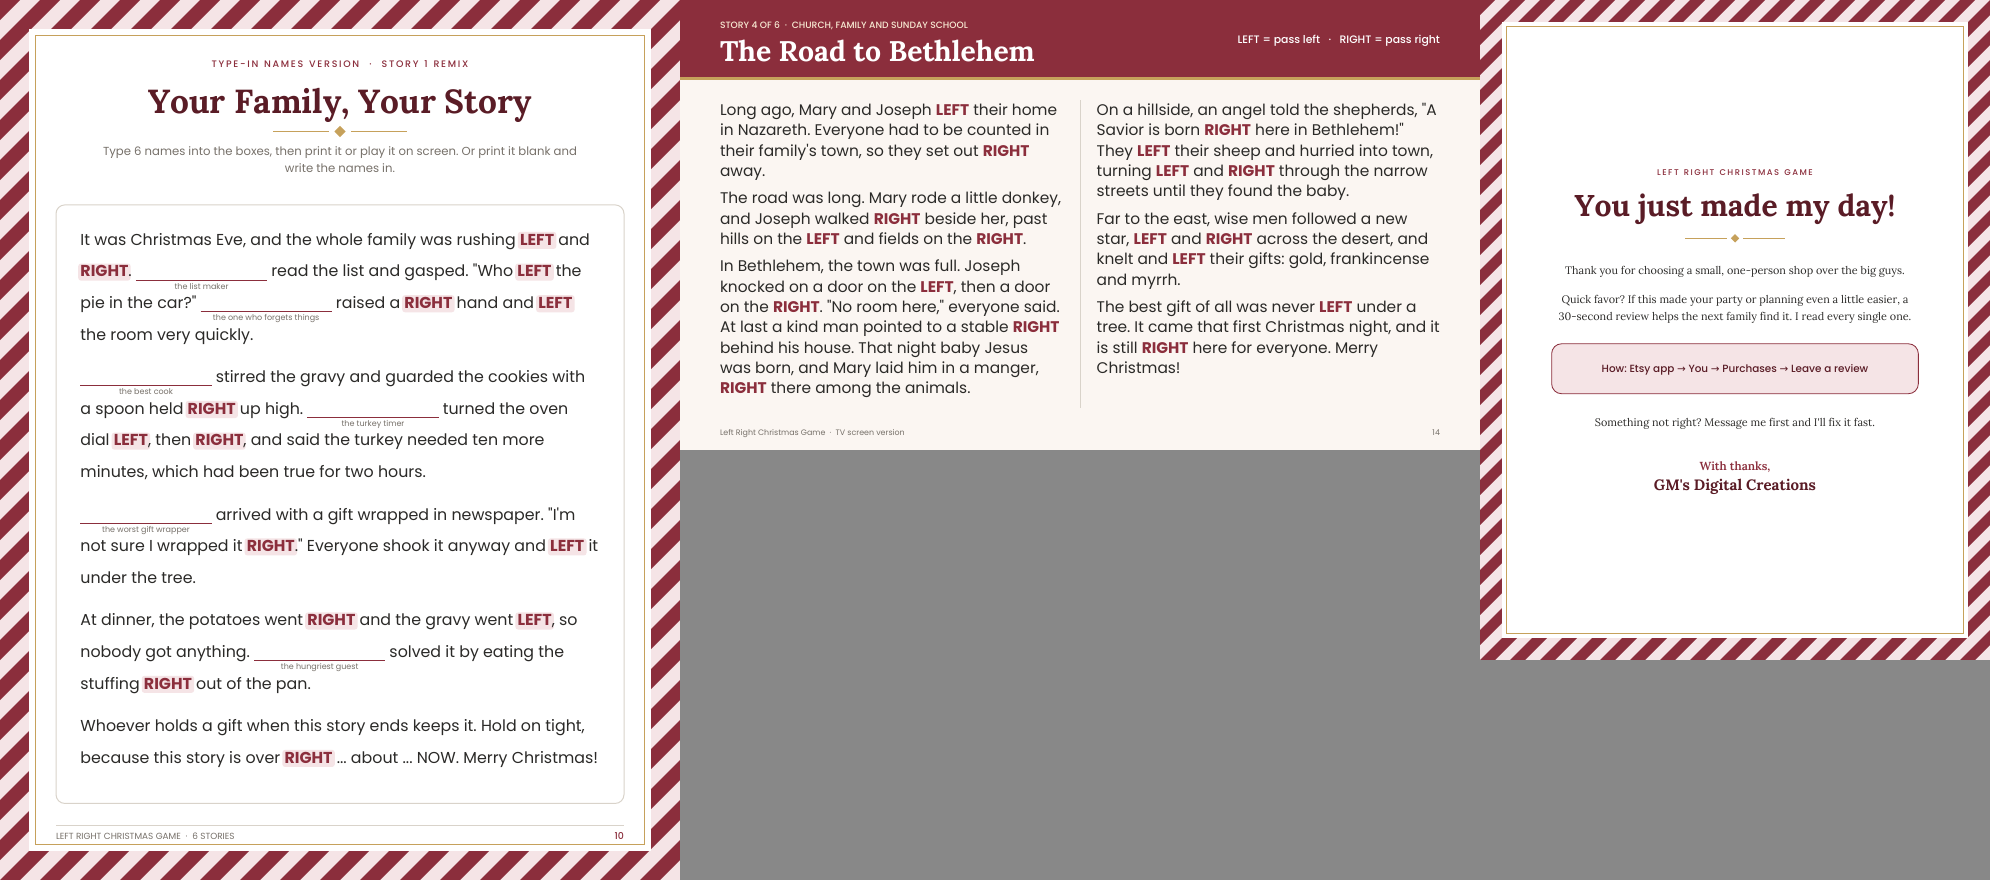 TYPE-IN NAMES VERSION · STORY 1 REMIX
Your Family, Your Story
Type 6 names into the boxes, then print it or play it on screen. Or print it blank and
write the names in.
It was Christmas Eve, and the whole family was rushing LEFT and
RIGHT. ____________ read the list and gasped. "Who LEFT the
the list maker
pie in the car?" ____________ raised a RIGHT hand and LEFT
the one who forgets things
the room very quickly.
____________ stirred the gravy and guarded the cookies with
the best cook
a spoon held RIGHT up high. ____________ turned the oven
the turkey timer
dial LEFT, then RIGHT, and said the turkey needed ten more
minutes, which had been true for two hours.
____________ arrived with a gift wrapped in newspaper. "I'm
the worst gift wrapper
not sure I wrapped it RIGHT." Everyone shook it anyway and LEFT it
under the tree.
At dinner, the potatoes went RIGHT and the gravy went LEFT, so
nobody got anything. ____________ solved it by eating the
the hungriest guest
stuffing RIGHT out of the pan.
Whoever holds a gift when this story ends keeps it. Hold on tight,
because this story is over RIGHT ... about ... NOW. Merry Christmas!
LEFT RIGHT CHRISTMAS GAME · 6 STORIES
10
STORY 4 OF 6 · CHURCH, FAMILY AND SUNDAY SCHOOL
The Road to Bethlehem
LEFT = pass left · RIGHT = pass right
Long ago, Mary and Joseph LEFT their home
in Nazareth. Everyone had to be counted in
their family's town, so they set out RIGHT
away.
The road was long. Mary rode a little donkey,
and Joseph walked RIGHT beside her, past
hills on the LEFT and fields on the RIGHT.
In Bethlehem, the town was full. Joseph
knocked on a door on the LEFT, then a door
on the RIGHT. "No room here," everyone said.
At last a kind man pointed to a stable RIGHT
behind his house. That night baby Jesus
was born, and Mary laid him in a manger,
RIGHT there among the animals.
On a hillside, an angel told the shepherds, "A
Savior is born RIGHT here in Bethlehem!"
They LEFT their sheep and hurried into town,
turning LEFT and RIGHT through the narrow
streets until they found the baby.
Far to the east, wise men followed a new
star, LEFT and RIGHT across the desert, and
knelt and LEFT their gifts: gold, frankincense
and myrrh.
The best gift of all was never LEFT under a
tree. It came that first Christmas night, and it
is still RIGHT here for everyone. Merry
Christmas!
Left Right Christmas Game · TV screen version
14
LEFT RIGHT CHRISTMAS GAME
You just made my day!
Thank you for choosing a small, one-person shop over the big guys.
Quick favor? If this made your party or planning even a little easier, a
30-second review helps the next family find it. I read every single one.
How: Etsy app → You → Purchases → Leave a review
Something not right? Message me first and I'll fix it fast.
With thanks,
GM's Digital Creations